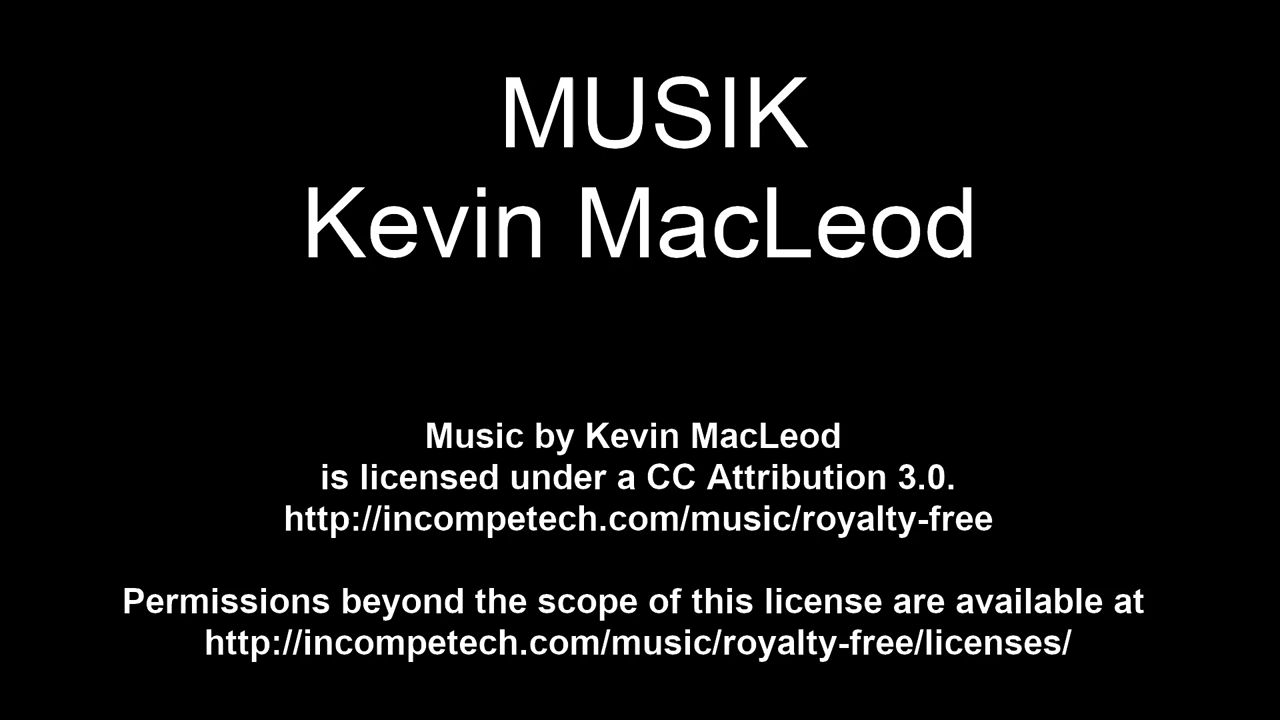 MUSIK
Kevin MacLeod
Music by Kevin MacLeod
is licensed under a CC Attribution 3.0.
http://incompetech.com/music/royalty-free
Permissions beyond the scope of this license are available at
http://incompetech.com/music/royalty-free/licenses/